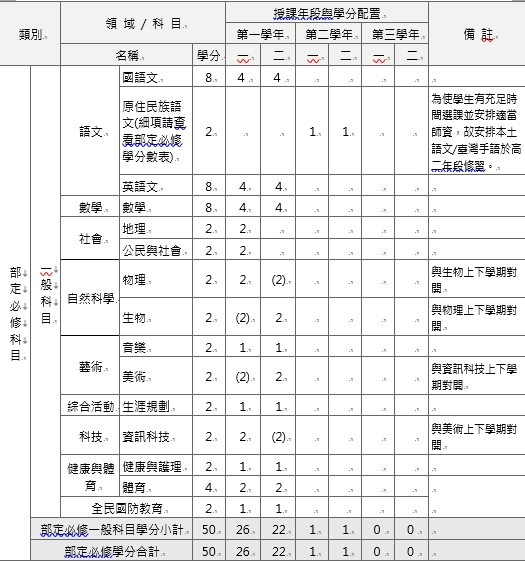 類別 領域/科目 授課年段與學分配置 備註
第一學年 第二學年 第三學年
名稱 學分 一 二 一 二 一 二
部定必修科目 一般科目 語文 國語文 8 4 4
原住民族語
文(細項請查
看部定必修
學分數表) 2 1 1 為使學生有充足時
間選課並安排適當
師資，故安排本土
語文/臺灣手語於高
二年段修習。
英語文 8 4 4
數學 數學 8 4 4
社會 地理 2 2
公民與社會 2 2
自然科學 物理 2 2 (2) 與生物上下學期對
開
生物 2 (2) 2 與物理上下學期對
開
藝術 音樂 2 1 1
美術 2 (2) 2 與資訊科技上下學
期對開
綜合活動 生涯規劃 2 1 1
科技 資訊科技 2 2 (2) 與美術上下學期對
開
健康與體
育 健康與護理 2 1 1
體育 4 2 2
全民國防教育 2 1 1
部定必修一般科目學分小計 50 26 22 1 1 0 0
部定必修學分合計 50 26 22 1 1 0 0